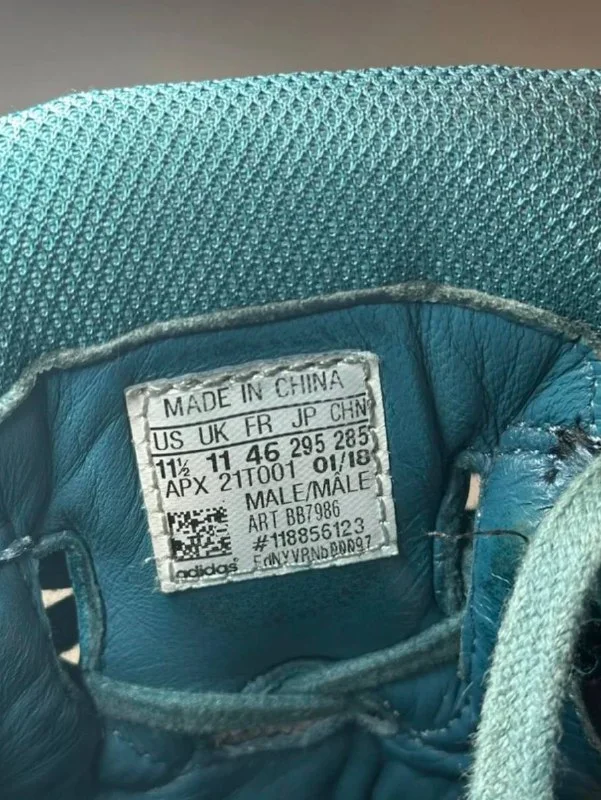 MADE IN CHINA
US UK FR JP CHN
11½ 11 46 295 285
APX 21T001 01/18
MALE/MÂLE
ART BB7986
#118856123
adidas